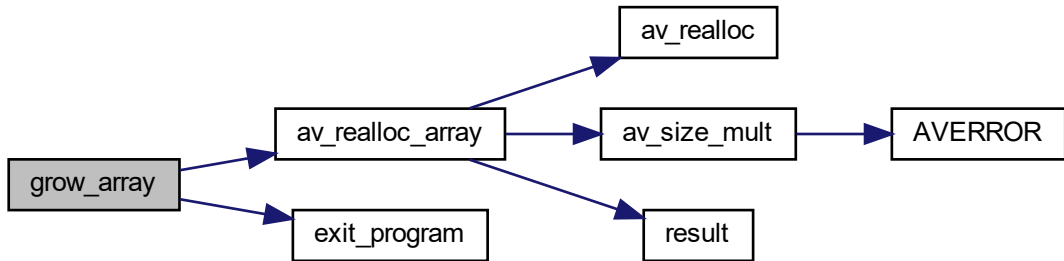 av_realloc
av_realloc_array
av_size_mult
AVERROR
grow_array
exit_program
result